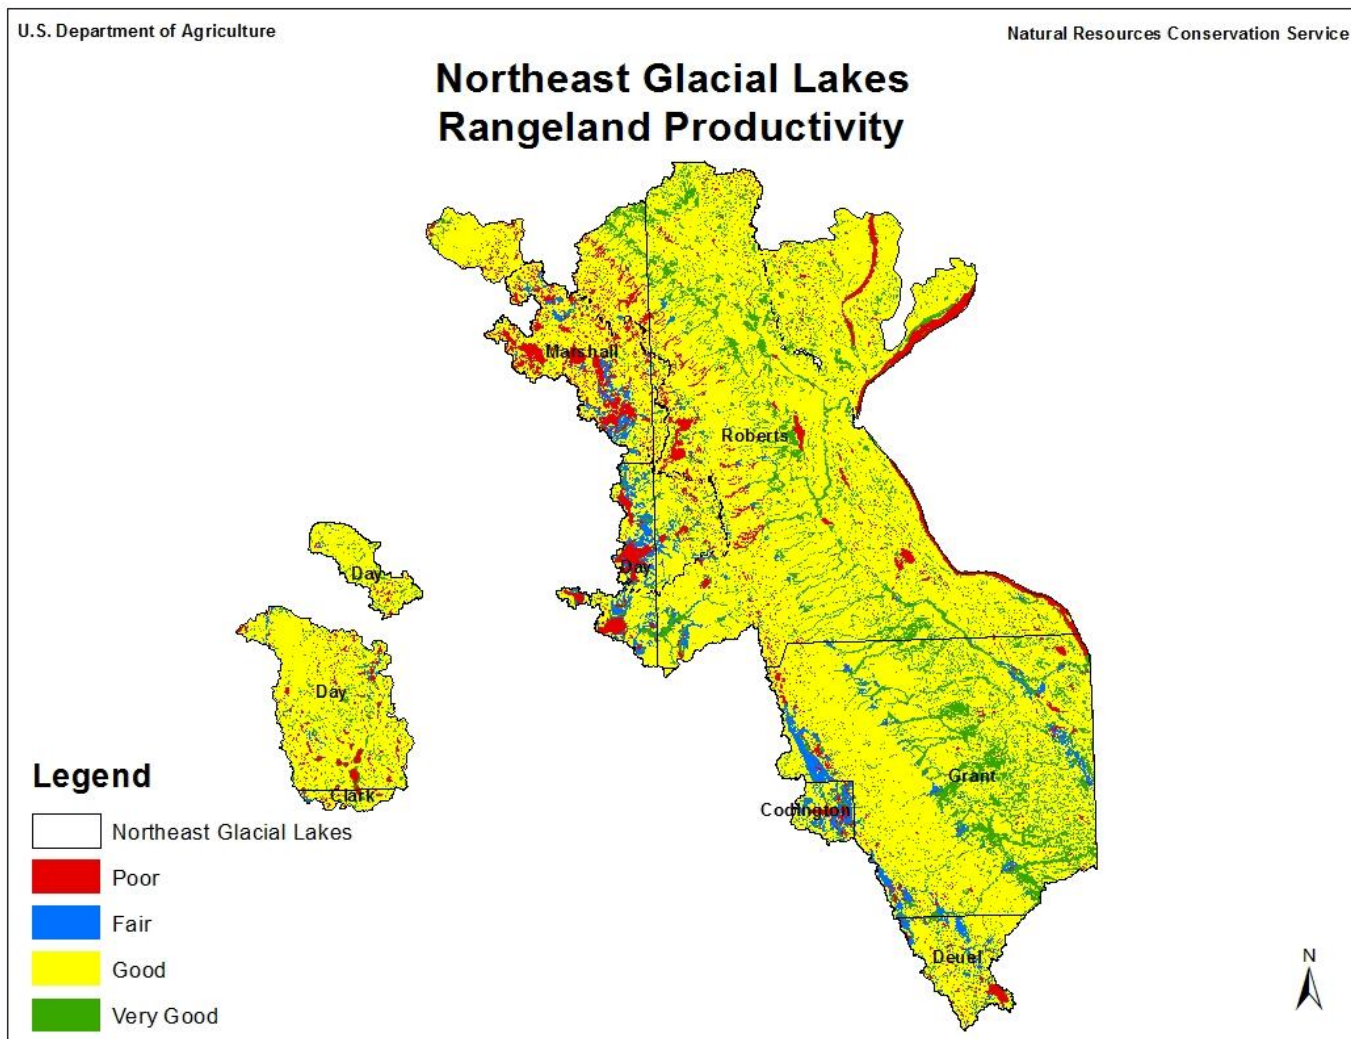 U.S. Department of Agriculture
Natural Resources Conservation Service
Northeast Glacial Lakes
Rangeland Productivity
Marshall
Roberts
Day
Day
Day
Grant
Clark
Codington
Deuel
Legend
Northeast Glacial Lakes
Poor
Fair
Good
Very Good
N